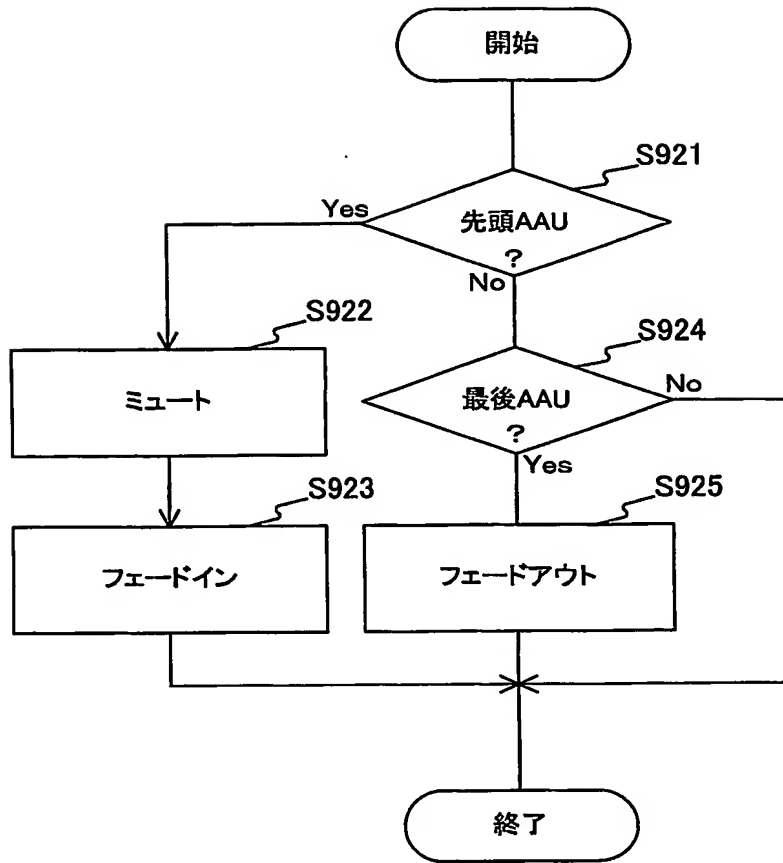 開始
S921
Yes
先頭AAU
?
No
S922
ミュート
S924
最後AAU
?
No
Yes
S923
フェードイン
S925
フェードアウト
終了